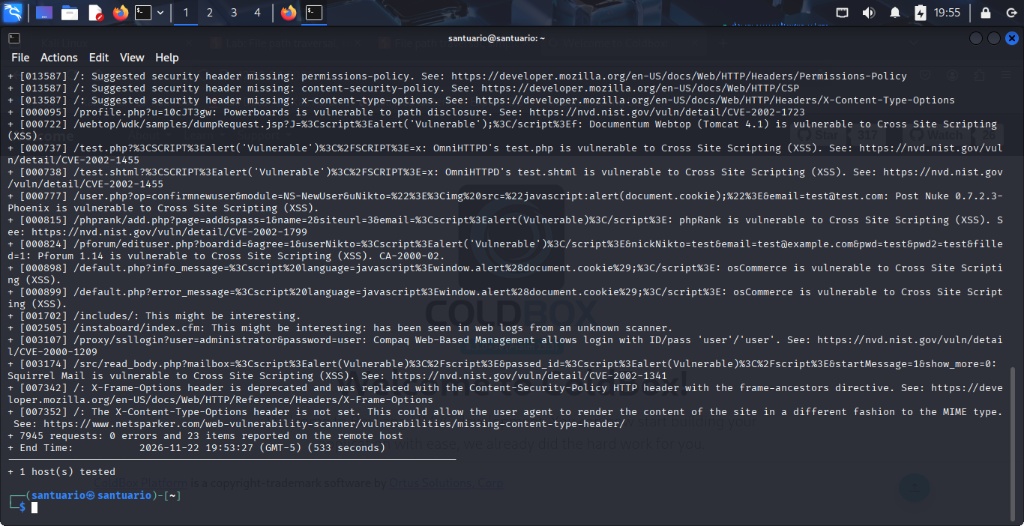 1 2 3 4 19:55
santuario@santuario: ~
File Actions Edit View Help
+ [013587] /: Suggested security header missing: permissions-policy. See: https://developer.mozilla.org/en-US/docs/Web/HTTP/Headers/Permissions-Policy
+ [013587] /: Suggested security header missing: content-security-policy. See: https://developer.mozilla.org/en-US/docs/Web/HTTP/CSP
+ [013587] /: Suggested security header missing: x-content-type-options. See: https://developer.mozilla.org/en-US/docs/Web/HTTP/Headers/X-Content-Type-Options
+ [000095] /profile.php?u=10cJT3gw: Powerboards is vulnerable to path disclosure. See: https://nvd.nist.gov/vuln/detail/CVE-2002-1723
+ [000722] /webtop/wdk/samples/dumpRequest.jsp?J=%3Cscript%3Ealert('Vulnerable');%3C/script%3Ef: Documentum Webtop (Tomcat 4.1) is vulnerable to Cross Site Scripting
(XSS).
+ [000737] /test.php?%3CSCRIPT%3Ealert('Vulnerable')%3C%2FSCRIPT%3E=x: OmniHTTPD's test.php is vulnerable to Cross Site Scripting (XSS). See: https://nvd.nist.gov/vul
n/detail/CVE-2002-1455
+ [000738] /test.shtml?%3CSCRIPT%3Ealert('Vulnerable')%3C%2FSCRIPT%3E=x: OmniHTTPD's test.shtml is vulnerable to Cross Site Scripting (XSS). See: https://nvd.nist.gov
/vuln/detail/CVE-2002-1455
+ [000777] /user.php?op=confirmnewuser&module=NS-NewUser&uNikto=%22%3E%3Cimg%20src=%22javascript:alert(document.cookie);%22%3E&email=test@test.com: Post Nuke 0.7.2.3-
Phoenix is vulnerable to Cross Site Scripting (XSS).
+ [000815] /phprank/add.php?page=add&spass=1&name=2&siteurl=3&email=%3Cscript%3Ealert(Vulnerable)%3C/script%3E: phpRank is vulnerable to Cross Site Scripting (XSS). S
ee: https://nvd.nist.gov/vuln/detail/CVE-2002-1799
+ [000824] /pforum/edituser.php?boardid=&agree=1&userNikto=%3Cscript%3Ealert('Vulnerable')%3C/script%3E&nickNikto=test&email=test@example.com&pwd=test&pwd2=test&fille
d=1: Pforum 1.14 is vulnerable to Cross Site Scripting (XSS). CA-2000-02.
+ [000898] /default.php?info_message=%3Cscript%20language=javascript%3Ewindow.alert%28document.cookie%29;%3C/script%3E: osCommerce is vulnerable to Cross Site Scripti
ng (XSS).
+ [000899] /default.php?error_message=%3Cscript%20language=javascript%3Ewindow.alert%28document.cookie%29;%3C/script%3E: osCommerce is vulnerable to Cross Site Script
ing (XSS).
+ [001702] /includes/: This might be interesting.
+ [002505] /instaboard/index.cfm: This might be interesting: has been seen in web logs from an unknown scanner.
+ [003107] /proxy/ssllogin?user=administrator&password=user: Compaq Web-Based Management allows login with ID/pass 'user'/'user'. See: https://nvd.nist.gov/vuln/detai
l/CVE-2000-1209
+ [003174] /src/read_body.php?mailbox=%3Cscript%3Ealert(Vulnerable)%3C%2Fscript%3E&passed_id=%3Cscript%3Ealert(Vulnerable)%3C%2Fscript%3E&startMessage=1&show_more=0:
Squirrel Mail is vulnerable to Cross Site Scripting (XSS). See: https://nvd.nist.gov/vuln/detail/CVE-2002-1341
+ [007342] /: X-Frame-Options header is deprecated and was replaced with the Content-Security-Policy HTTP header with the frame-ancestors directive. See: https://deve
loper.mozilla.org/en-US/docs/Web/HTTP/Reference/Headers/X-Frame-Options
+ [007352] /: The X-Content-Type-Options header is not set. This could allow the user agent to render the content of the site in a different fashion to the MIME type.
See: https://www.netsparker.com/web-vulnerability-scanner/vulnerabilities/missing-content-type-header/
+ 7945 requests: 0 errors and 23 items reported on the remote host
+ End Time: 2026-11-22 19:53:27 (GMT-5) (533 seconds)
+ 1 host(s) tested
(santuario㉿santuario)-[~]
$
COLDBOX
with ease, we already did the hard work for you.
is a copyright-trademark software by